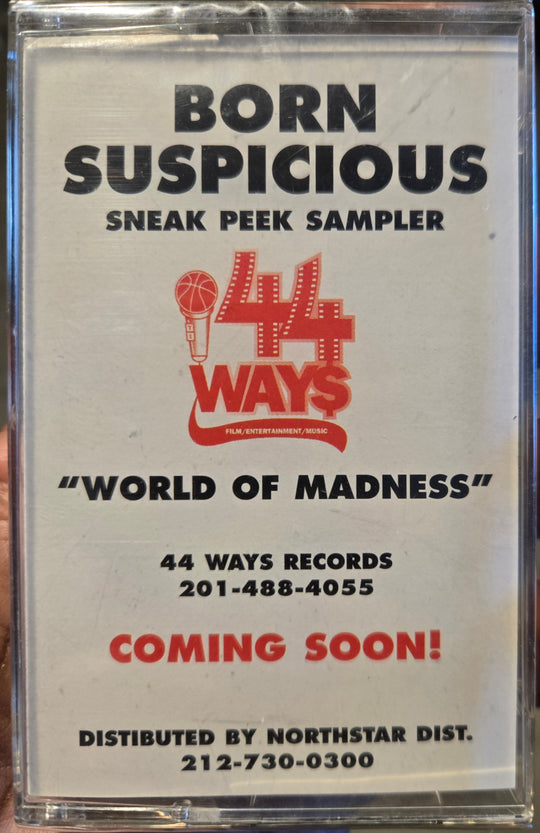 BORN
SUSPICIOUS
SNEAK PEEK SAMPLER
44
WAY$
FILM/ENTERTAINMENT/MUSIC
"WORLD OF MADNESS"
44 WAYS RECORDS
201-488-4055
COMING SOON!
DISTIBUTED BY NORTHSTAR DIST.
212-730-0300